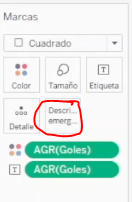 Marcas
Cuadrado
Color Tamaño Etiqueta
T
Detalle Descri...
emerg...
AGR(Goles)
T AGR(Goles)